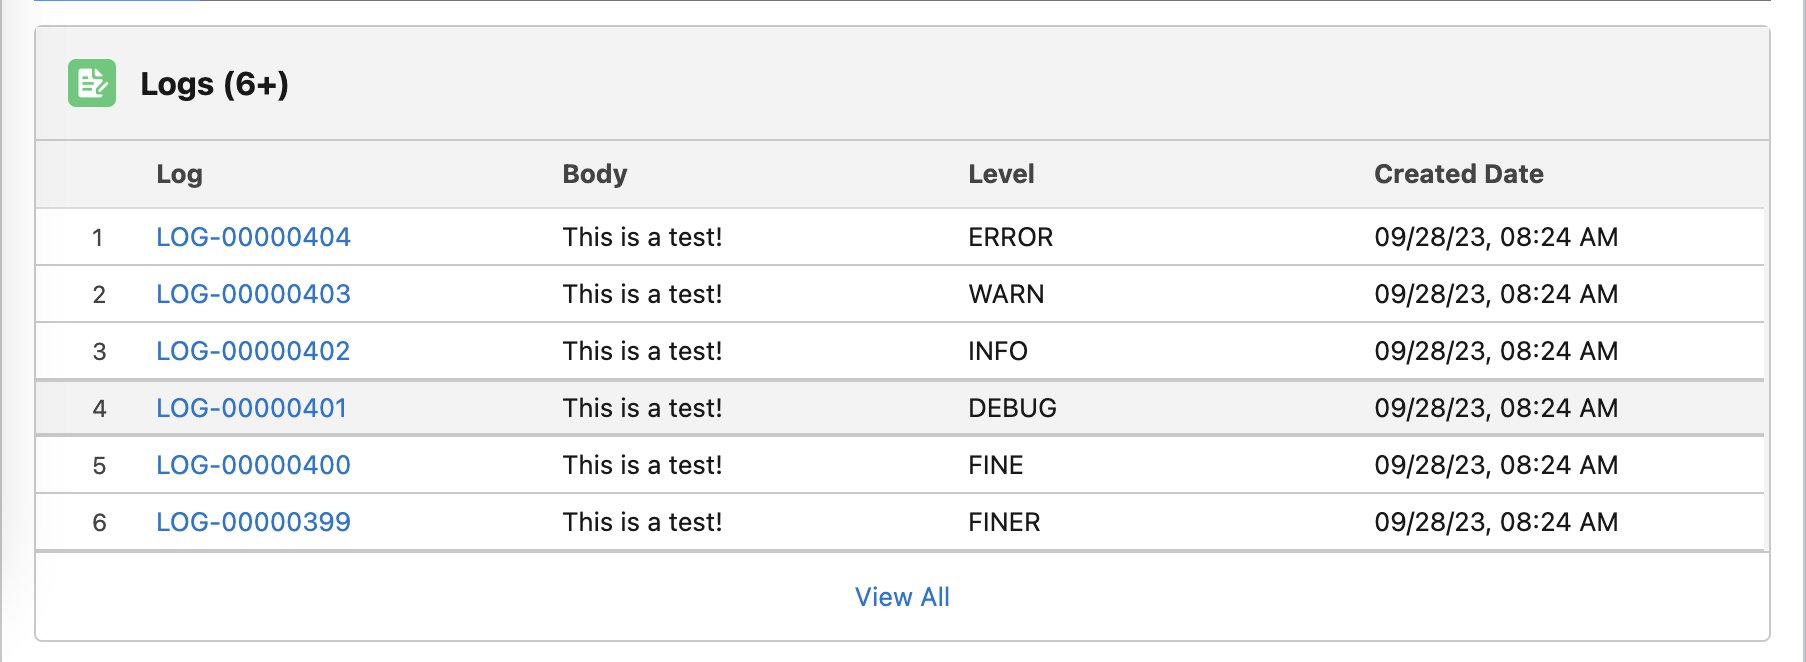 Logs (6+)
Log Body Level Created Date
1 LOG-00000404 This is a test! ERROR 09/28/23, 08:24 AM
2 LOG-00000403 This is a test! WARN 09/28/23, 08:24 AM
3 LOG-00000402 This is a test! INFO 09/28/23, 08:24 AM
4 LOG-00000401 This is a test! DEBUG 09/28/23, 08:24 AM
5 LOG-00000400 This is a test! FINE 09/28/23, 08:24 AM
6 LOG-00000399 This is a test! FINER 09/28/23, 08:24 AM
View All